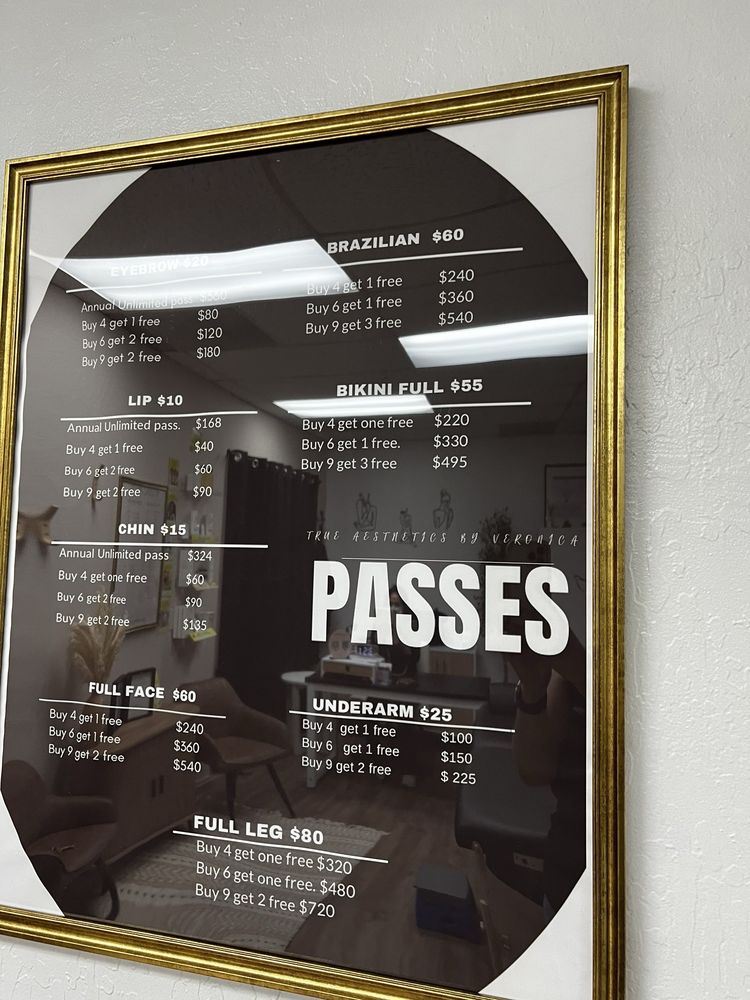 EYEBROW $20
Annual Unlimited pass
Buy 4 get 1 free $80
Buy 6 get 2 free $120
Buy 9 get 2 free $180
LIP $10
Annual Unlimited pass. $168
Buy 4 get 1 free $40
Buy 6 get 2 free $60
Buy 9 get 2 free $90
CHIN $15
Annual Unlimited pass $324
Buy 4 get one free $60
Buy 6 get 2 free $90
Buy 9 get 2 free $135
FULL FACE $60
Buy 4 get 1 free $240
Buy 6 get 1 free $360
Buy 9 get 2 free $540
BRAZILIAN $60
Buy 4 get 1 free $240
Buy 6 get 1 free $360
Buy 9 get 3 free $540
BIKINI FULL $55
Buy 4 get one free $220
Buy 6 get 1 free. $330
Buy 9 get 3 free $495
TRUE AESTHETICS BY VERONICA
PASSES
UNDERARM $25
Buy 4 get 1 free $100
Buy 6 get 1 free $150
Buy 9 get 2 free $ 225
FULL LEG $80
Buy 4 get one free $320
Buy 6 get one free. $480
Buy 9 get 2 free $720